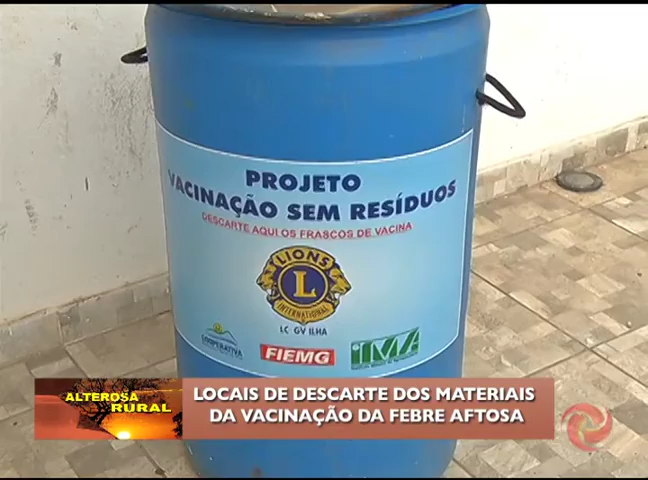 PROJETO
VACINAÇÃO SEM RESÍDUOS
DESCARTE AQUI OS FRASCOS DE VACINA
LIONS
L
INTERNATIONAL
LC GV ILHA
COOPERATIVA
FIEMG
IMA
ALTEROSA
RURAL
LOCAIS DE DESCARTE DOS MATERIAIS
DA VACINAÇÃO DA FEBRE AFTOSA